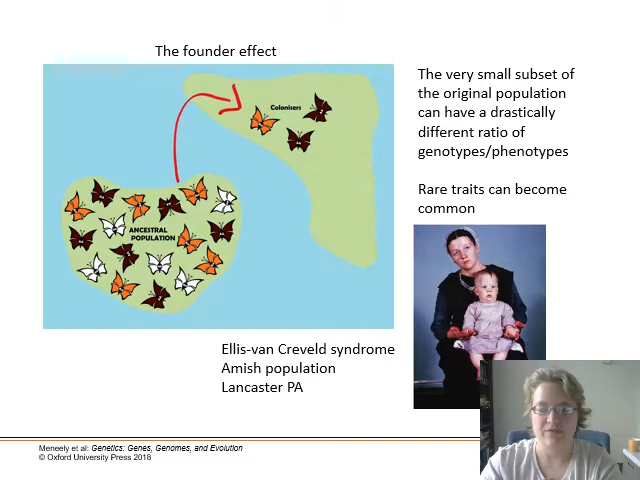 The founder effect
Colonisers
ANCESTRAL
POPULATION
The very small subset of
the original population
can have a drastically
different ratio of
genotypes/phenotypes
Rare traits can become
common
Ellis-van Creveld syndrome
Amish population
Lancaster PA
Meneely et al: Genetics: Genes, Genomes, and Evolution
© Oxford University Press 2018